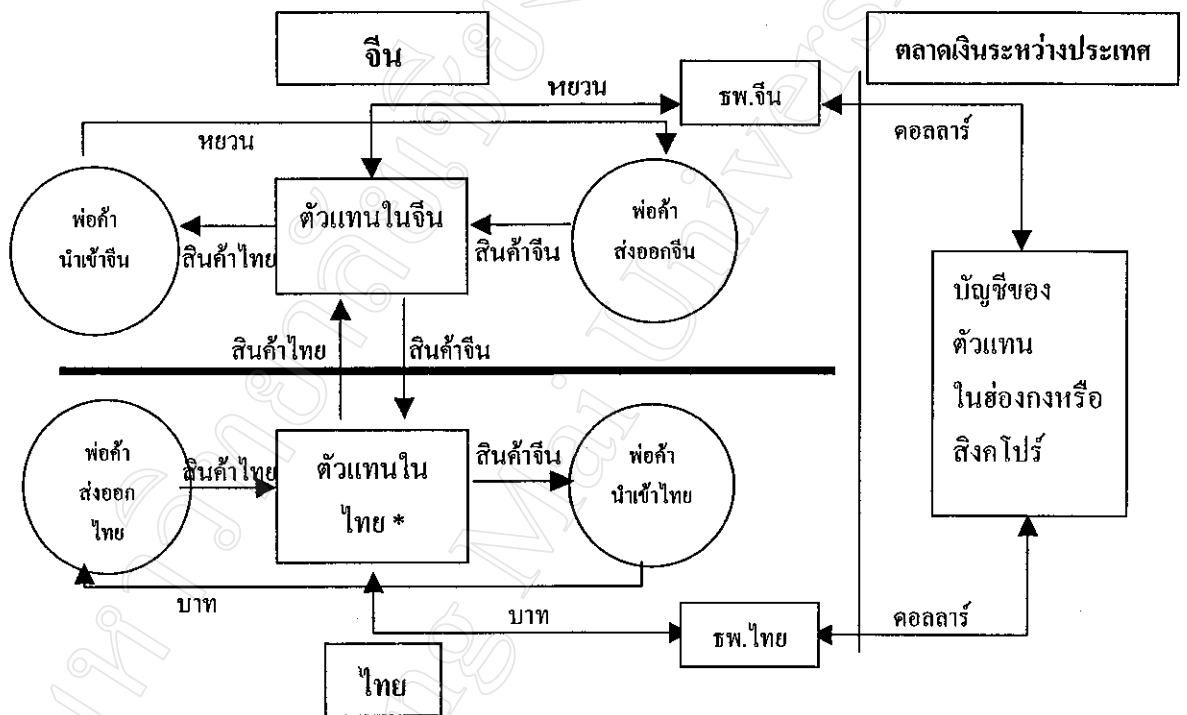 จีน
ตลาดเงินระหว่างประเทศ
หยวน
ธพ.จีน
หยวน
ดอลลาร์
พ่อค้า
นำเข้าจีน
สินค้าไทย
ตัวแทนในจีน
สินค้าจีน
พ่อค้า
ส่งออกจีน
บัญชีของ
ตัวแทน
ในฮ่องกงหรือ
สิงคโปร์
สินค้าไทย
สินค้าจีน
พ่อค้า
ส่งออก
ไทย
สินค้าไทย
ตัวแทนใน
ไทย *
สินค้าจีน
พ่อค้า
นำเข้าไทย
บาท
บาท
ธพ.ไทย
ดอลลาร์
ไทย